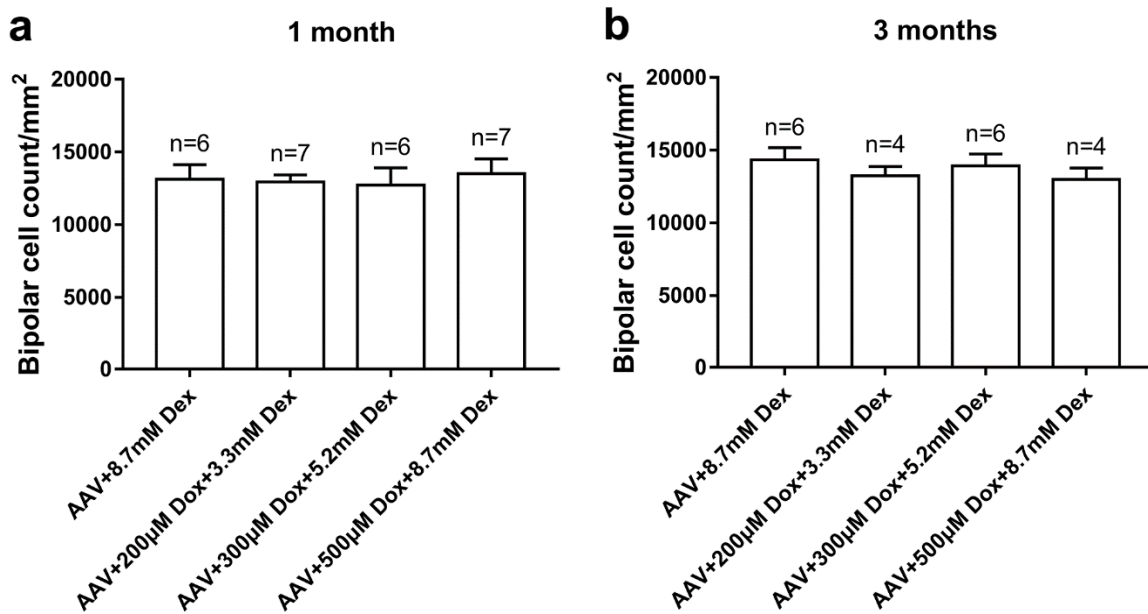 a
1 month
Bipolar cell count/mm²
20000
15000
10000
5000
0
n=6
n=7
n=6
n=7
AAV+8.7mM Dex
AAV+200µM Dox+3.3mM Dex
AAV+300µM Dox+5.2mM Dex
AAV+500µM Dox+8.7mM Dex
b
3 months
Bipolar cell count/mm²
20000
15000
10000
5000
0
n=6
n=4
n=6
n=4
AAV+8.7mM Dex
AAV+200µM Dox+3.3mM Dex
AAV+300µM Dox+5.2mM Dex
AAV+500µM Dox+8.7mM Dex